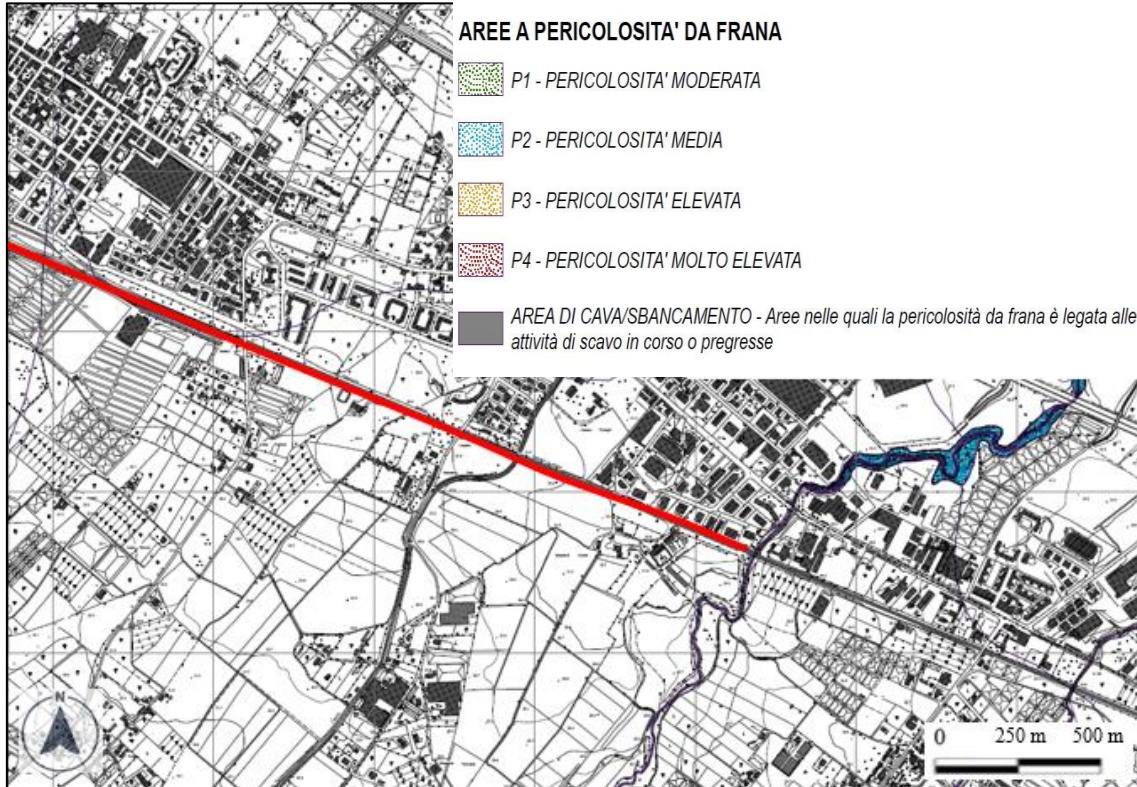 AREE A PERICOLOSITA' DA FRANA
P1 - PERICOLOSITA' MODERATA
P2 - PERICOLOSITA' MEDIA
P3 - PERICOLOSITA' ELEVATA
P4 - PERICOLOSITA' MOLTO ELEVATA
AREA DI CAVA/SBANCAMENTO - Aree nelle quali la pericolosità da frana è legata alle
attività di scavo in corso o pregresse
N
0 250 m 500 m